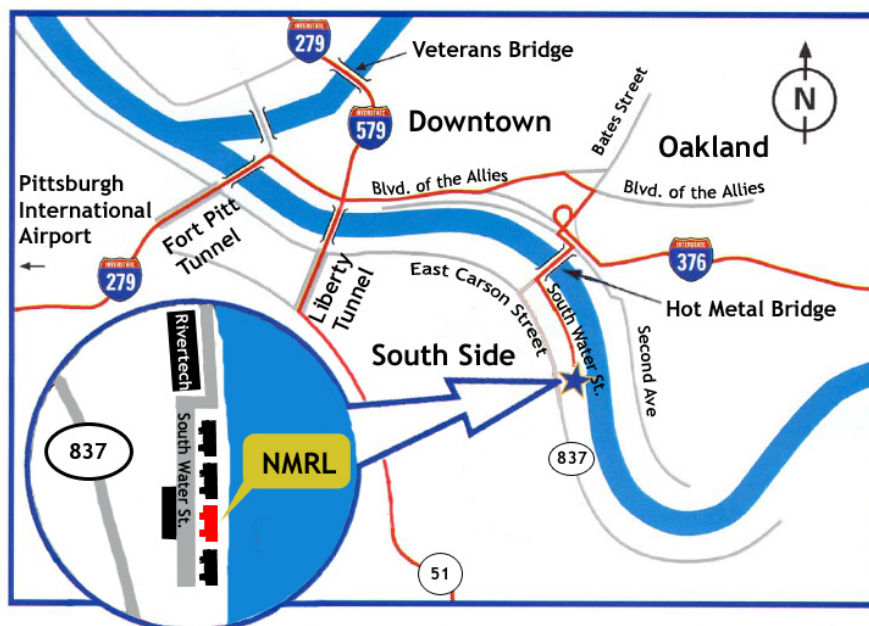 INTERSTATE
279
Veterans Bridge
INTERSTATE
579
Downtown
N
Bates Street
Oakland
Blvd. of the Allies
Blvd. of the Allies
Pittsburgh
International
Airport
Fort Pitt
Tunnel
INTERSTATE
279
Liberty
Tunnel
East Carson
Street
INTERSTATE
376
Hot Metal Bridge
South Water St.
Second Ave
South Side
837
51
Rivertech
South Water St.
837
NMRL